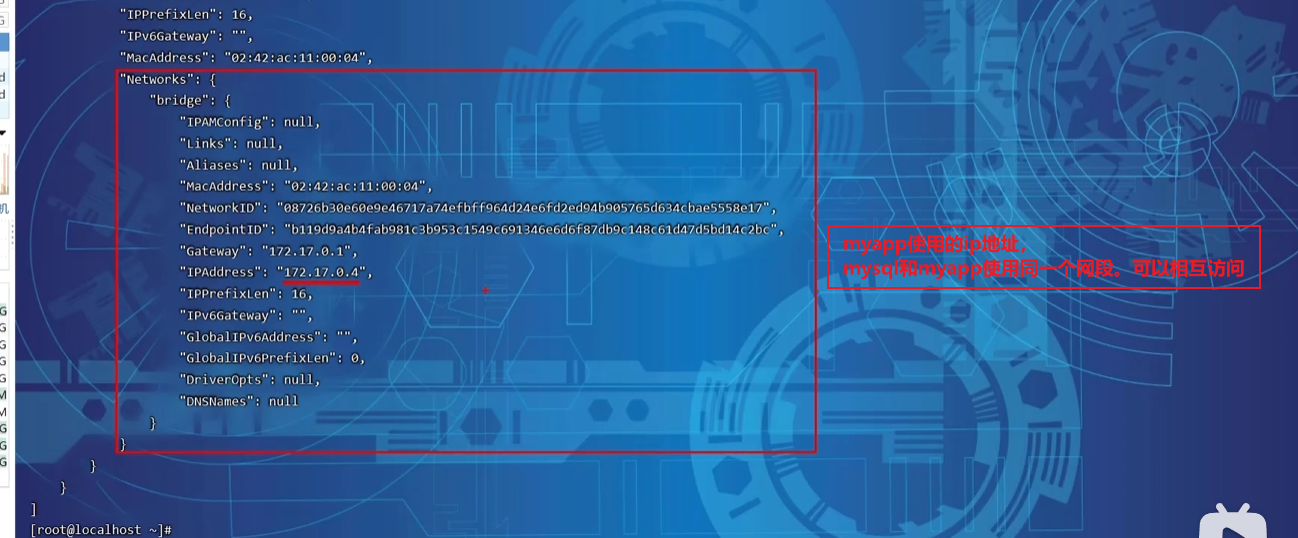 "IPPrefixLen": 16,
"IPv6Gateway": "",
"MacAddress": "02:42:ac:11:00:04",
"Networks": {
"bridge": {
"IPAMConfig": null,
"Links": null,
"Aliases": null,
"MacAddress": "02:42:ac:11:00:04",
"NetworkID": "08726b30e60e9e46717a74efbff964d24e6fd2ed94b905765d634cbae5558e17",
"EndpointID": "b119d9a4b4fab981c3b953c1549c691346e6d6f87db9c148c61d47d5bd14c2bc",
"Gateway": "172.17.0.1",
myapp使用的ip地址,
"IPAddress": "172.17.0.4",
mysql和myapp使用同一个网段。可以相互访问
"IPPrefixLen": 16,
"IPv6Gateway": "",
"GlobalIPv6Address": "",
"GlobalIPv6PrefixLen": 0,
"DriverOpts": null,
"DNSNames": null
}
}
}
}
]
[root@localhost ~]#